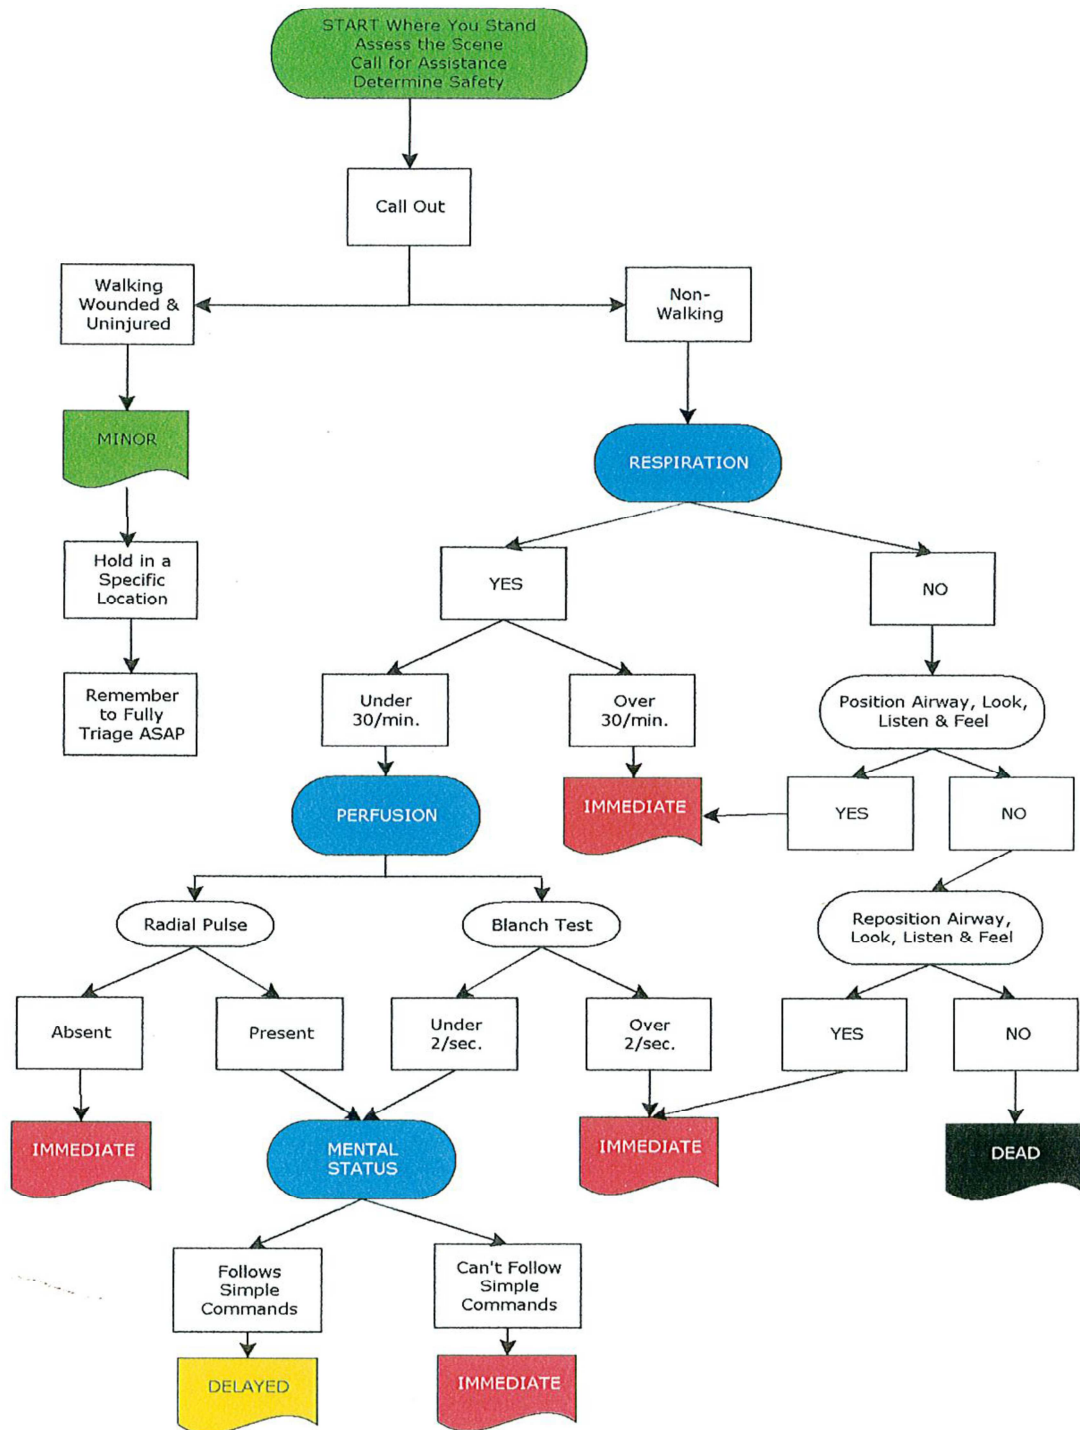 START Where You Stand
Assess the Scene
Call for Assistance
Determine Safety
Call Out
Walking
Wounded &
Uninjured
Non-
Walking
MINOR
RESPIRATION
Hold in a
Specific
Location
YES
NO
Remember
to Fully
Triage ASAP
Under
30/min.
Over
30/min.
Position Airway, Look,
Listen & Feel
PERFUSION
IMMEDIATE
YES
NO
Radial Pulse
Blanch Test
Reposition Airway,
Look, Listen & Feel
Absent
Present
Under
2/sec.
Over
2/sec.
YES
NO
IMMEDIATE
MENTAL
STATUS
IMMEDIATE
DEAD
Follows
Simple
Commands
Can't Follow
Simple
Commands
DELAYED
IMMEDIATE